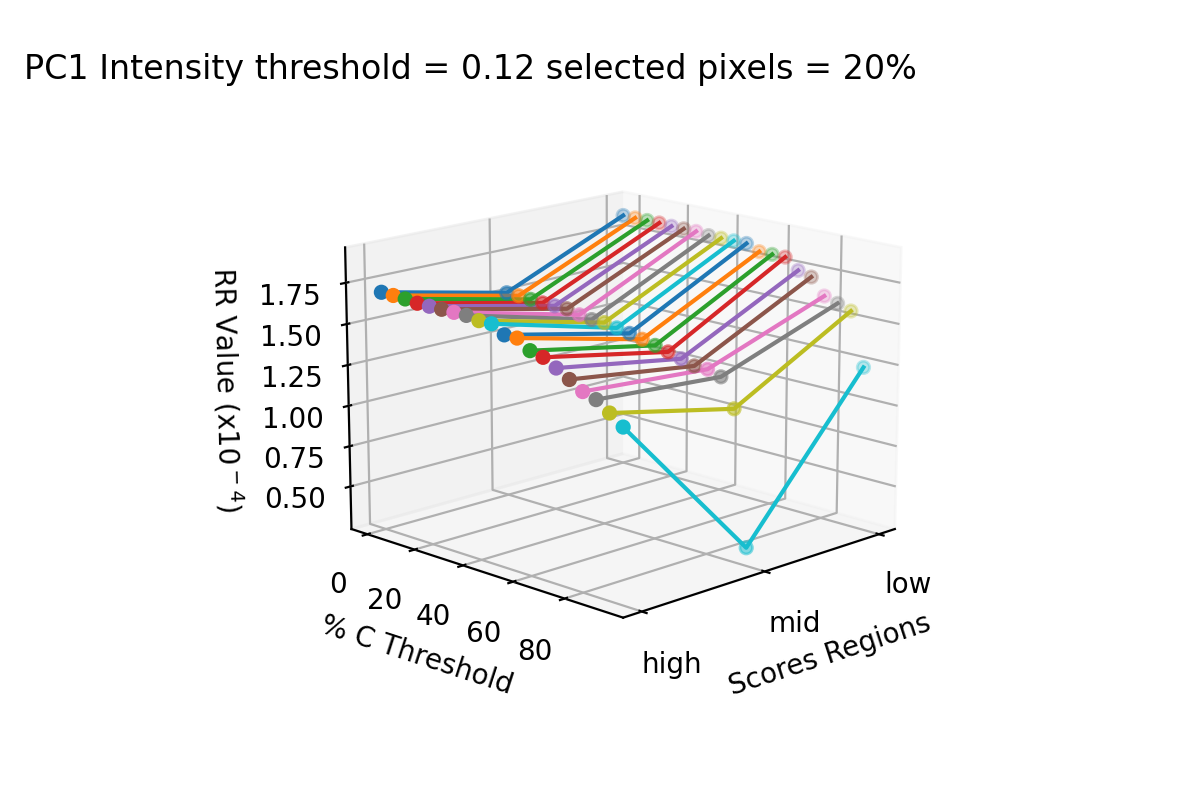 PC1 Intensity threshold = 0.12 selected pixels = 20%
RR Value (x10⁻⁴)
1.75
1.50
1.25
1.00
0.75
0.50
0
20
40
60
80
% C Threshold
high
mid
low
Scores Regions